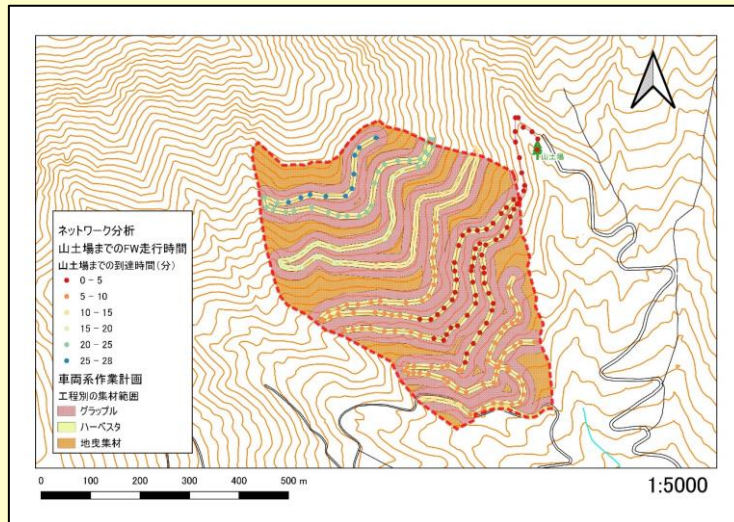 山土場
ネットワーク分析
山土場までのFW走行時間
山土場までの到達時間(分)
0 - 5
5 - 10
10 - 15
15 - 20
20 - 25
25 - 28
車両系作業計画
工程別の集材範囲
グラップル
ハーベスタ
地曳集材
0 100 200 300 400 500 m
1:5000